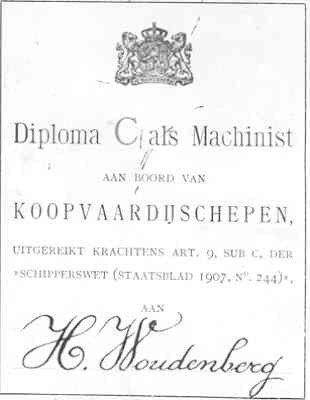 Diploma C als Machinist
AAN BOORD VAN
KOOPVAARDIJSCHEPEN,
UITGEREIKT KRACHTENS ART. 9, SUB C, DER
»SCHIPPERSWET (STAATSBLAD 1907, Nº. 244)«,
AAN
H. Woudenberg